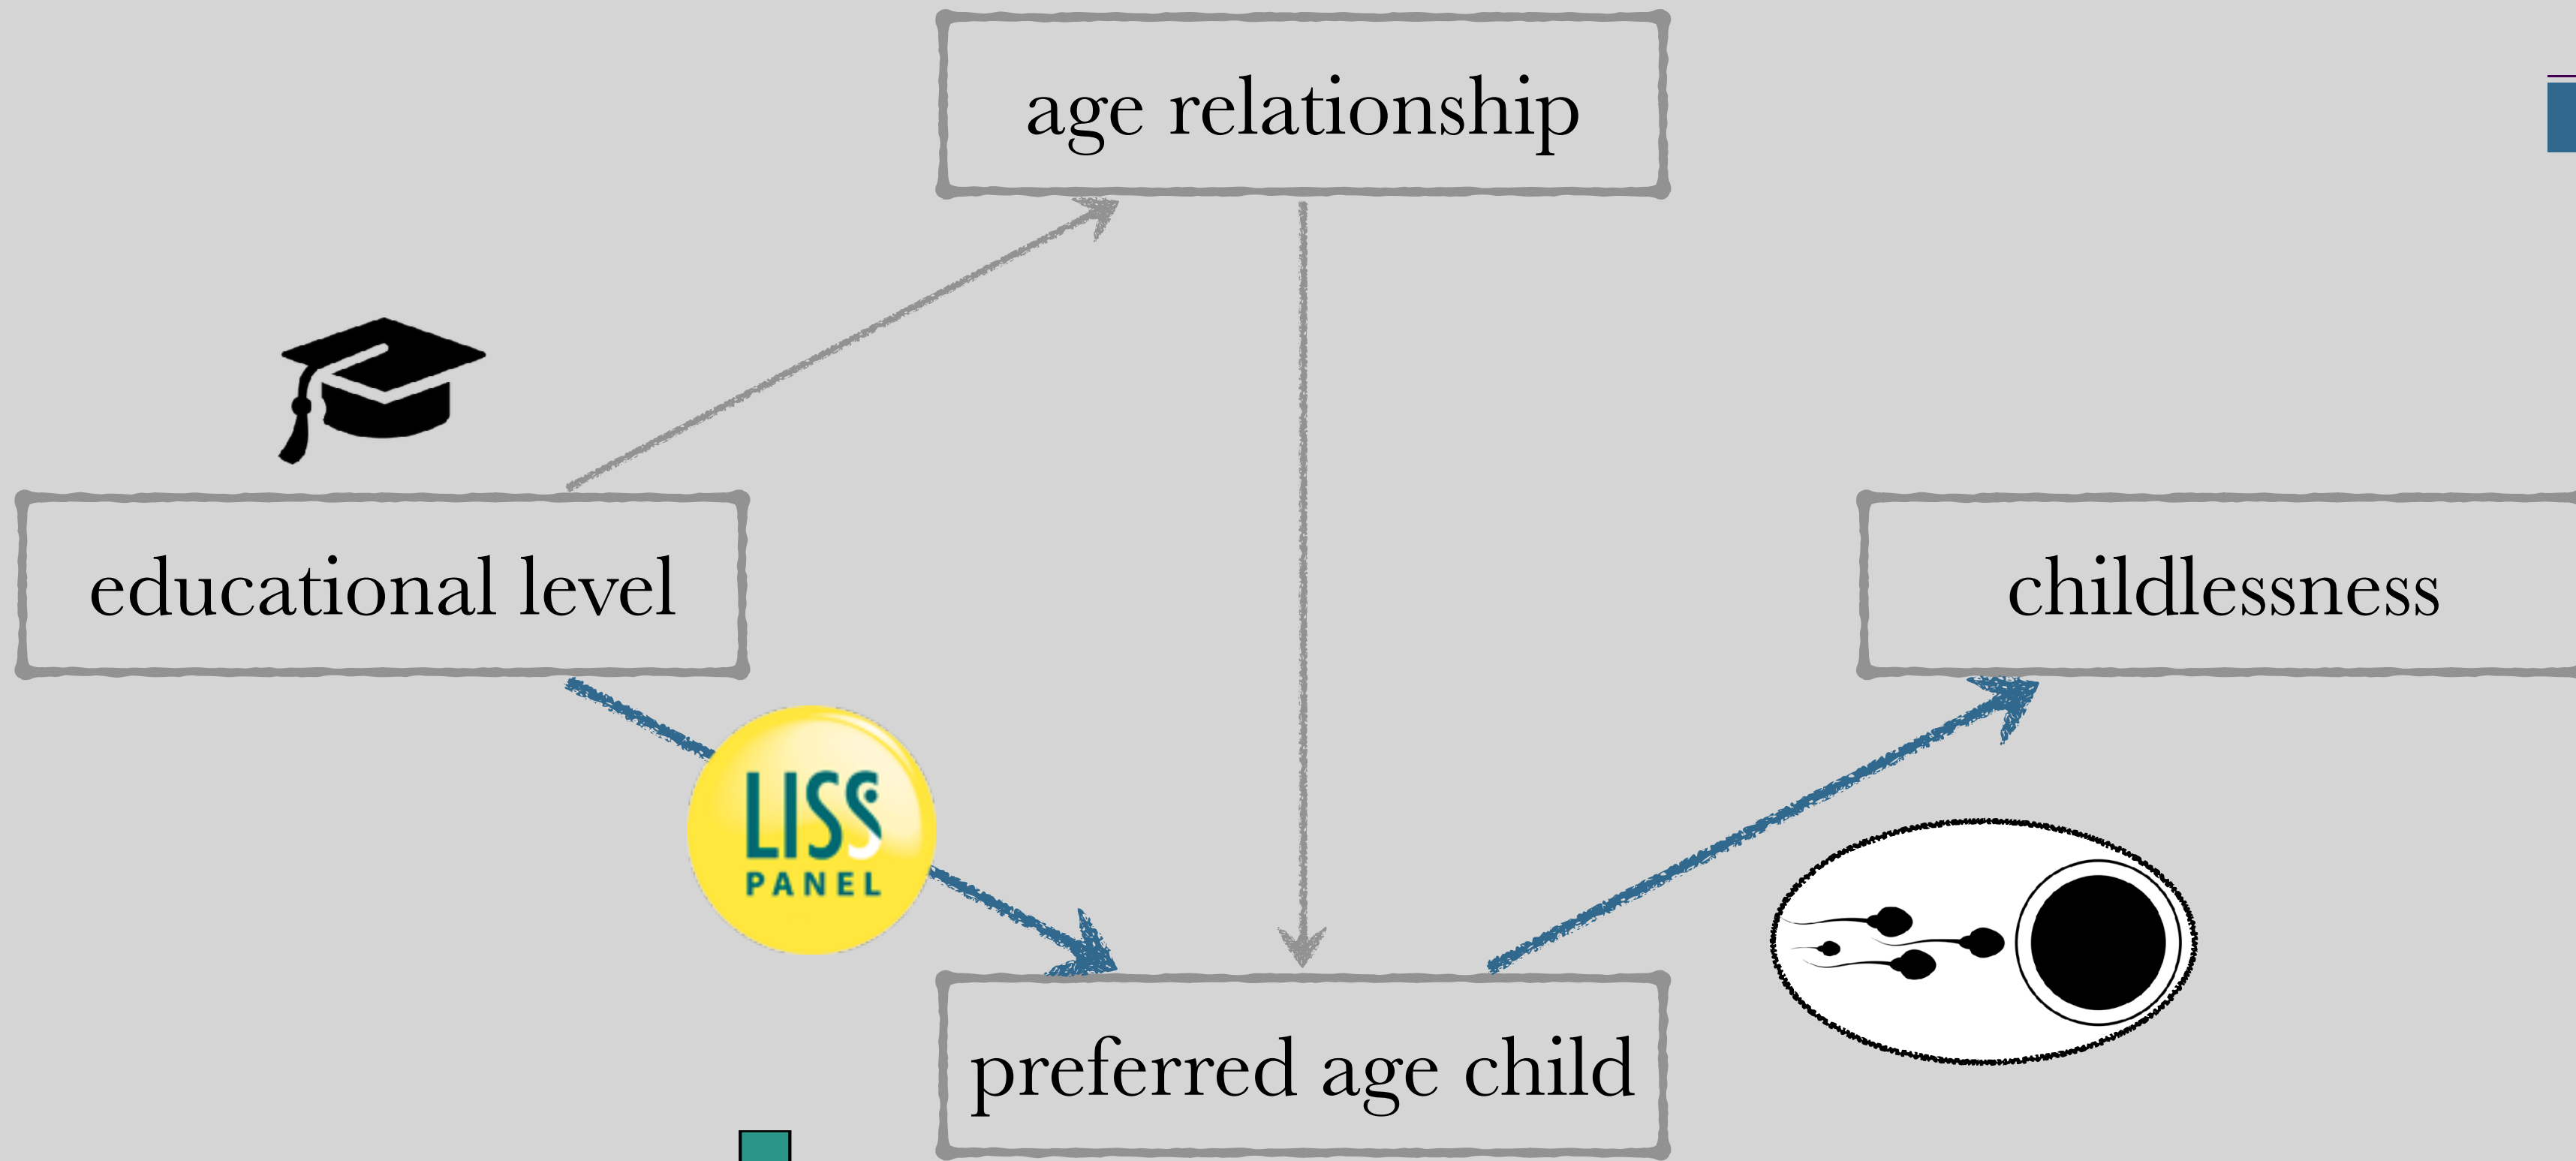 age relationship
educational level
childlessness
LISS
PANEL
preferred age child